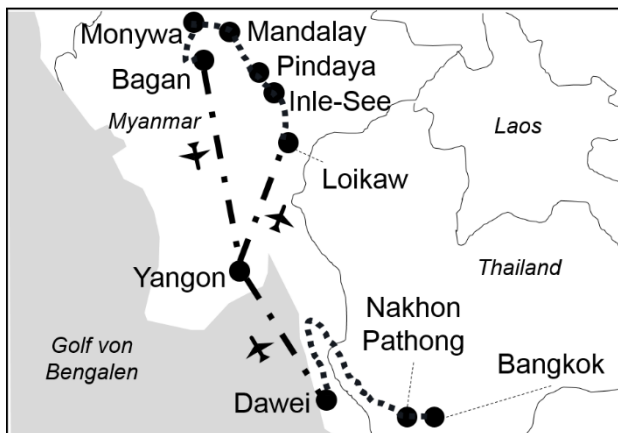 Monywa
Mandalay
Bagan
Pindaya
Inle-See
Myanmar
Laos
Loikaw
Yangon
Thailand
Nakhon
Pathong
Golf von
Bengalen
Bangkok
Dawei